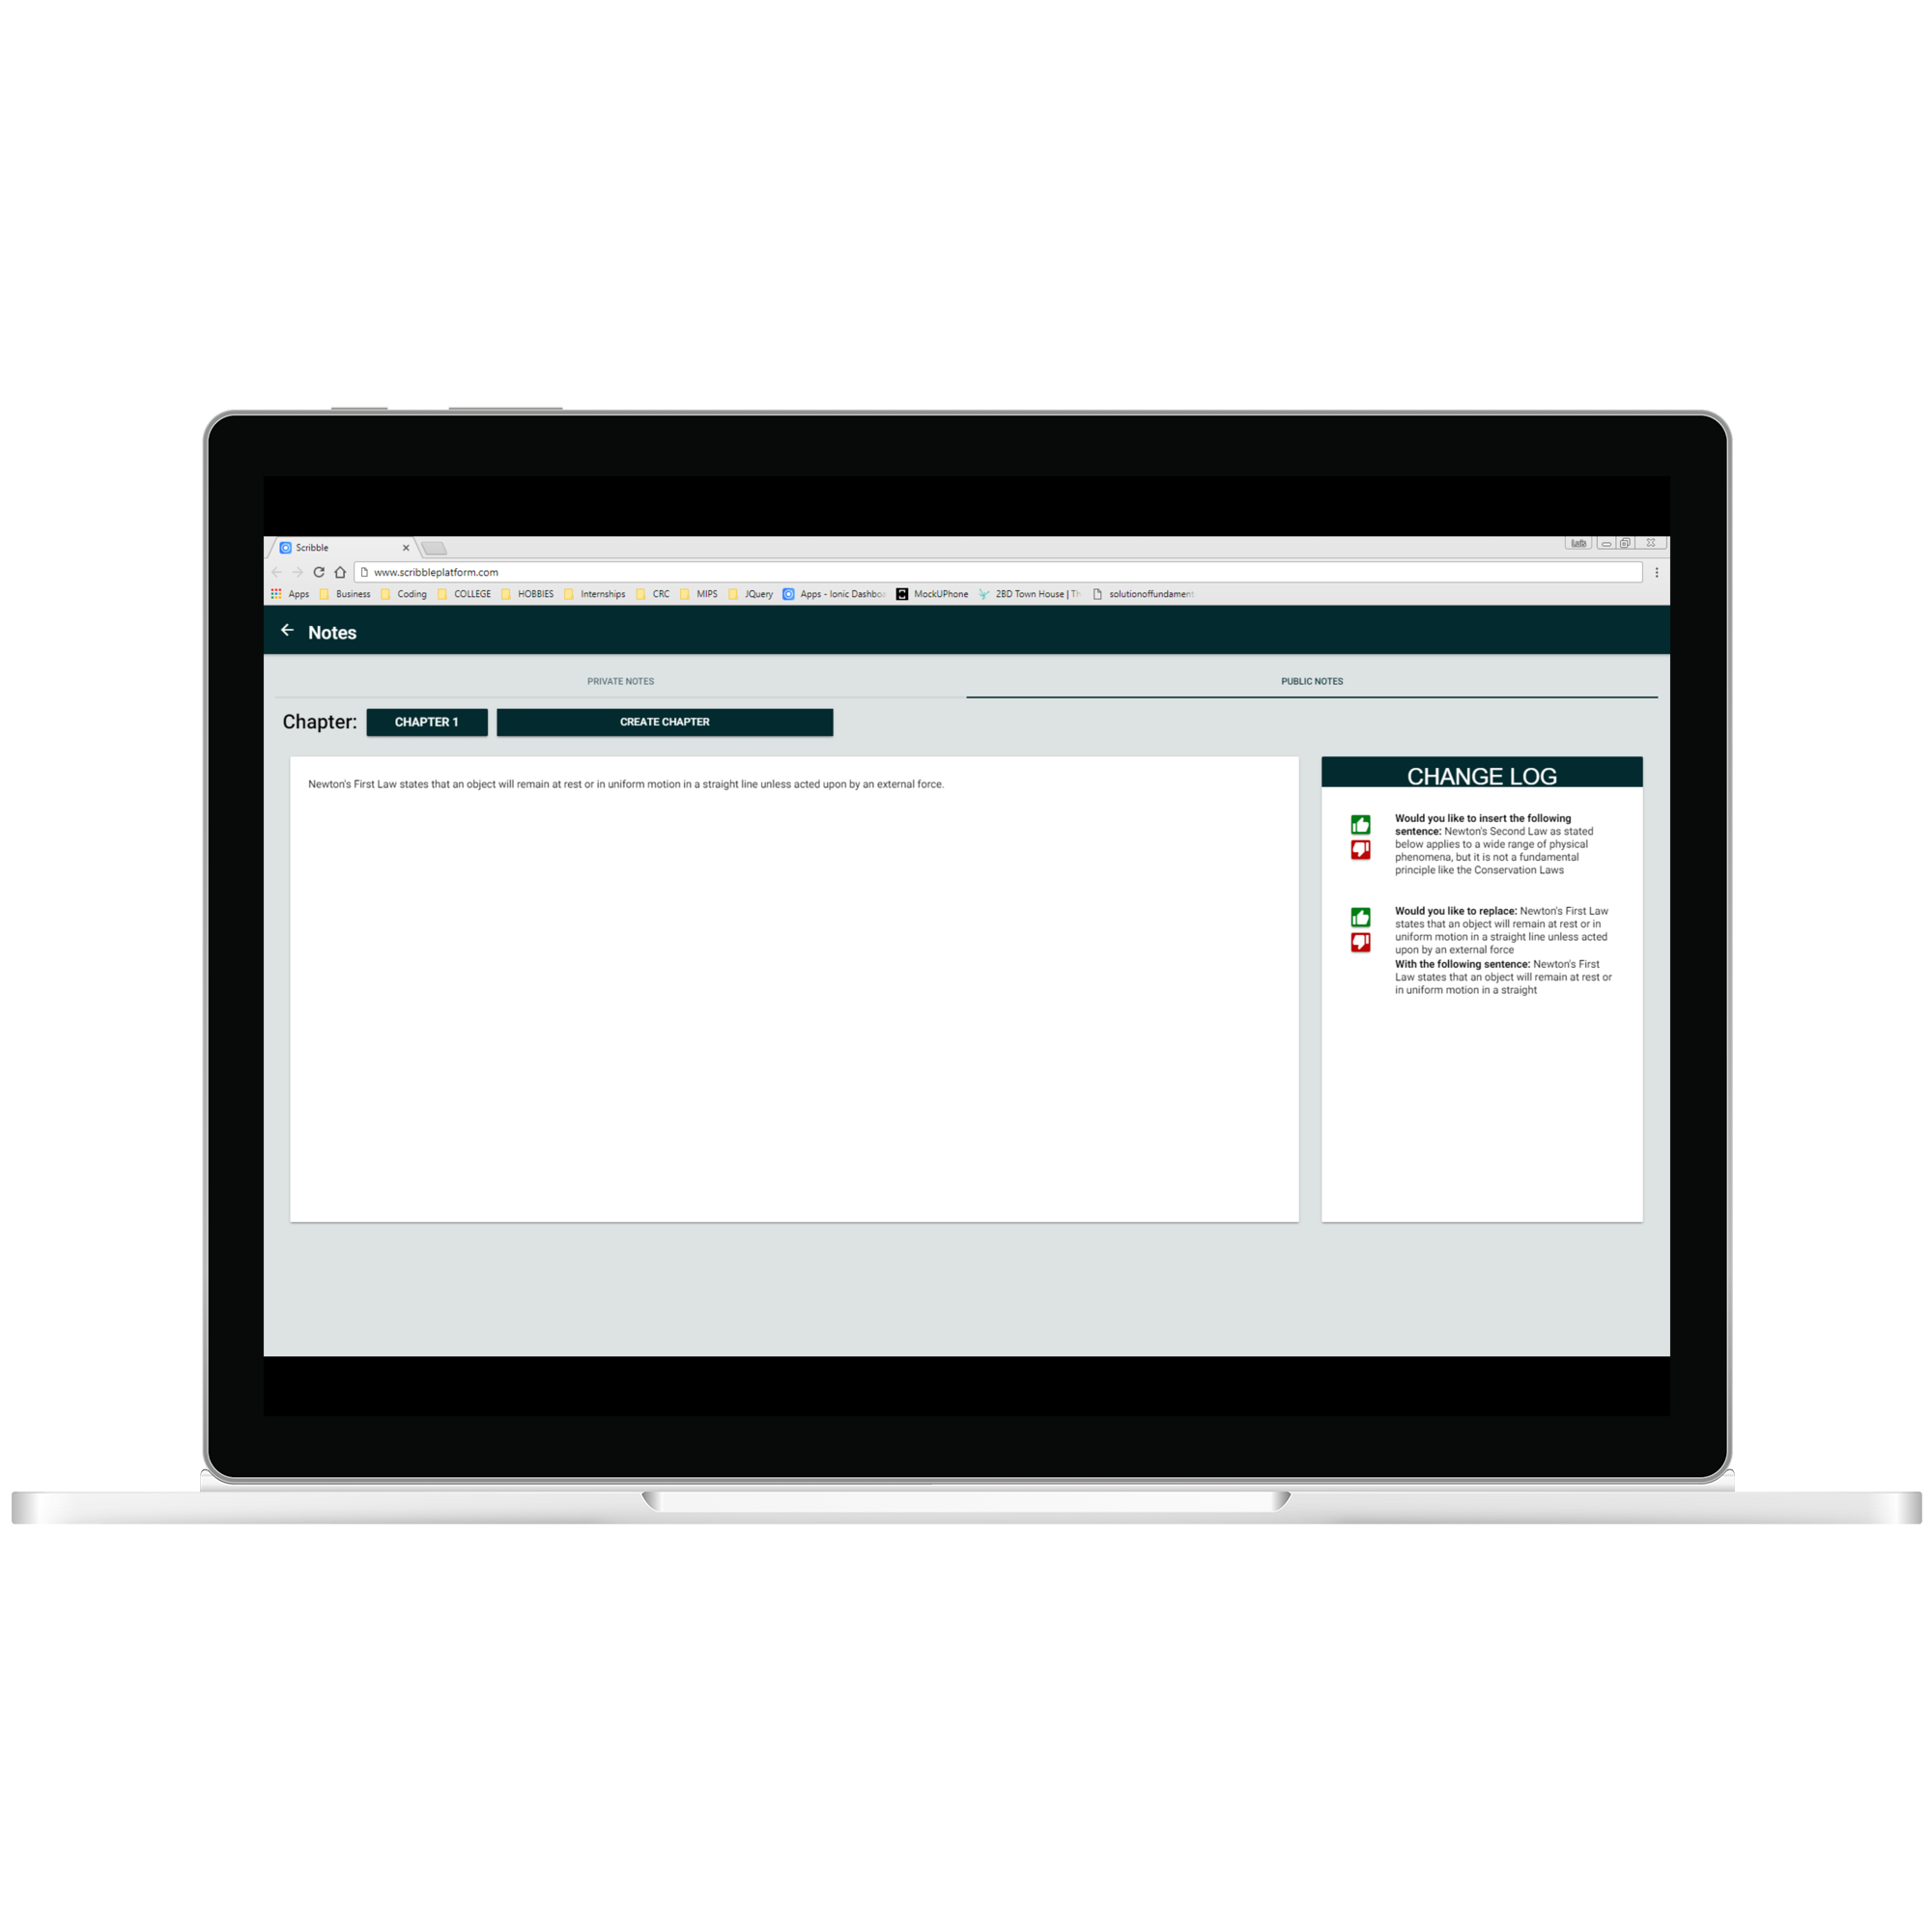 Scribble
www.scribbleplatform.com
Apps Business Coding COLLEGE HOBBIES Internships CRC MIPS JQuery Apps - Ionic Dashbo MockUPhone 2BD Town House | Th solutionoffundament
Notes
PRIVATE NOTES PUBLIC NOTES
Chapter: CHAPTER 1 CREATE CHAPTER
Newton's First Law states that an object will remain at rest or in uniform motion in a straight line unless acted upon by an external force.
CHANGE LOG
Would you like to insert the following
sentence: Newton's Second Law as stated
below applies to a wide range of physical
phenomena, but it is not a fundamental
principle like the Conservation Laws
Would you like to replace: Newton's First Law
states that an object will remain at rest or in
uniform motion in a straight line unless acted
upon by an external force
With the following sentence: Newton's First
Law states that an object will remain at rest or
in uniform motion in a straight